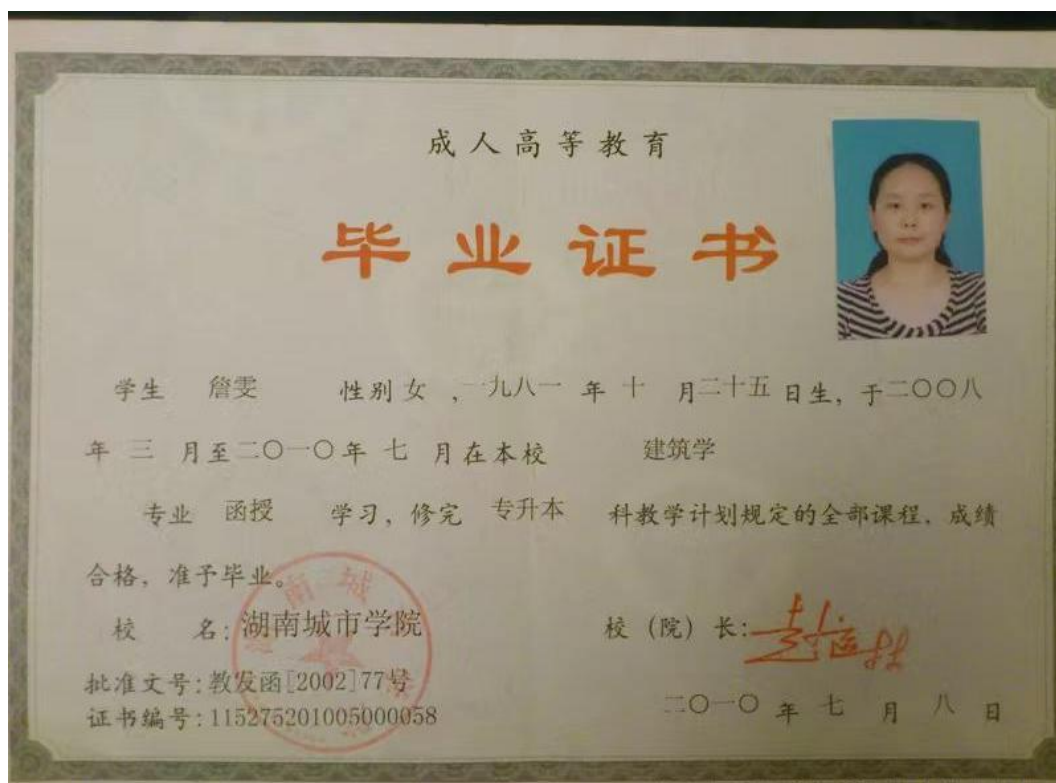 成人高等教育
毕业证书
学生 詹雯 性别 女 , 一九八一 年 十 月二十五 日生, 于二〇〇八
年 三 月至二〇一〇年 七 月在本校 建筑学
专业 函授 学习, 修完 专升本 科教学计划规定的全部课程, 成绩
合格, 准予毕业。
校 名: 湖南城市学院
校 (院) 长:
批准文号: 教发函[2002]77号
证书编号: 115275201005000058
二〇一〇 年 七 月 八 日